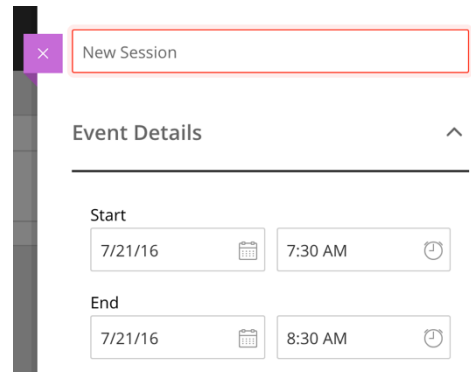 New Session
Event Details
Start
7/21/16 7:30 AM
End
7/21/16 8:30 AM